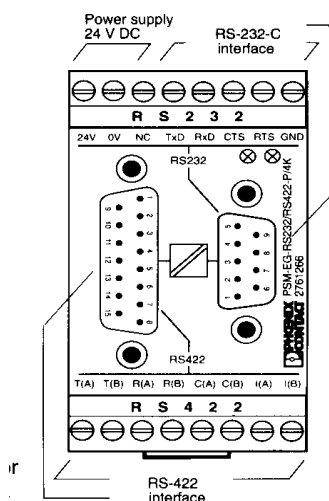 Power supply
24 V DC
RS-232-C
interface
R S 2 3 2
24V 0V NC TxD RxD CTS RTS GND
RS232
1
2
3
4
5
6
7
8
9
10
11
12
13
14
15
5
4
3
2
1
9
8
7
6
PSM-EG-RS232/RS422-P/4K
2761266
PHŒNIX
CONTACT
RS422
T(A) T(B) R(A) R(B) C(A) C(B) I(A) I(B)
R S 4 2 2
or
RS-422
interface